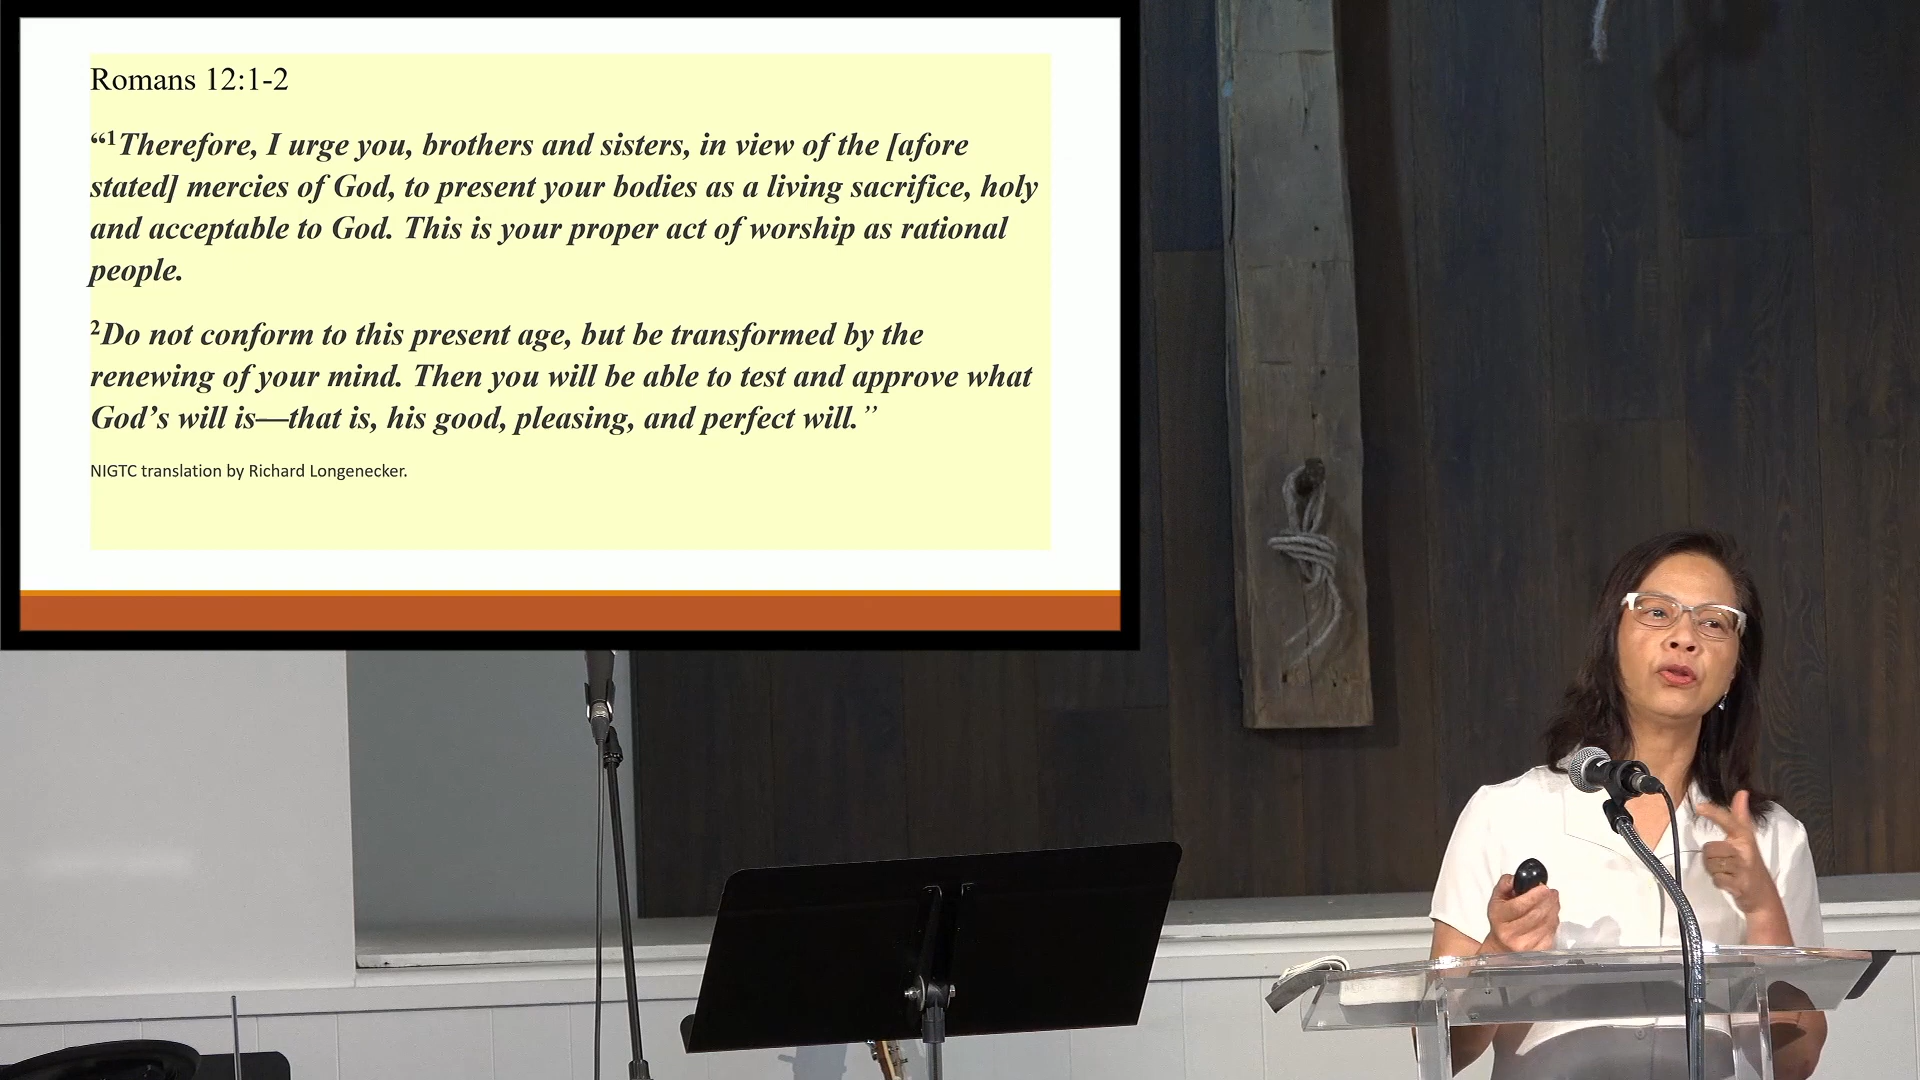 Romans 12:1-2
“¹Therefore, I urge you, brothers and sisters, in view of the [afore
stated] mercies of God, to present your bodies as a living sacrifice, holy
and acceptable to God. This is your proper act of worship as rational
people.
²Do not conform to this present age, but be transformed by the
renewing of your mind. Then you will be able to test and approve what
God’s will is—that is, his good, pleasing, and perfect will.”
NIGTC translation by Richard Longenecker.